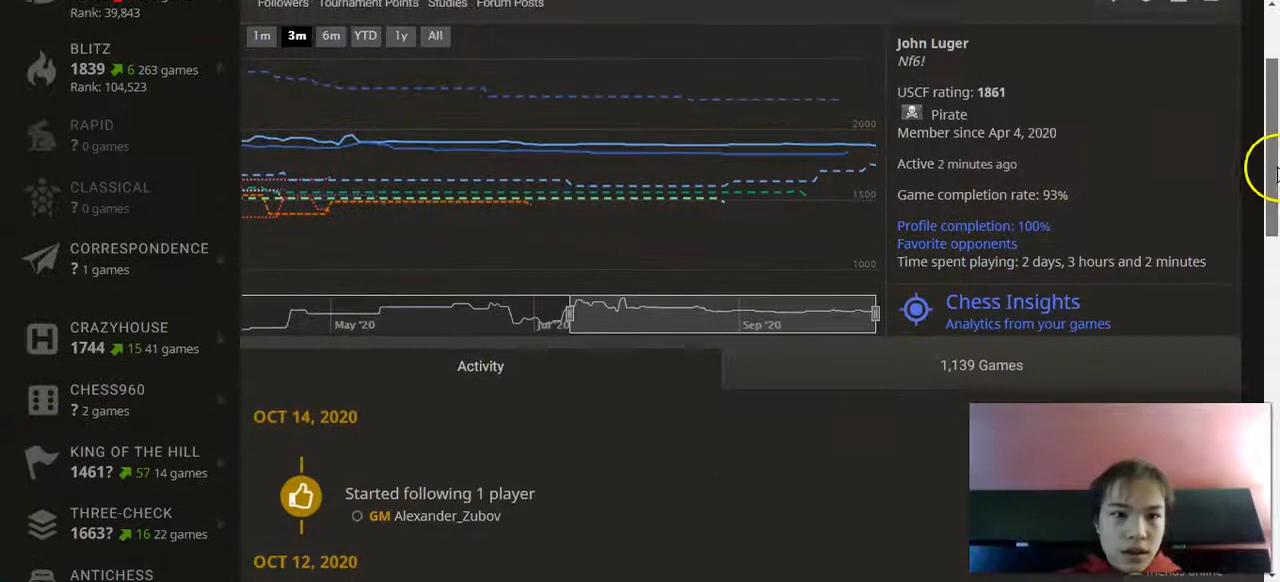 Followers Tournament Points Studies Forum Posts
Rank: 39,843
BLITZ
1839 6 263 games
Rank: 104,523
RAPID
? 0 games
CLASSICAL
? 0 games
CORRESPONDENCE
? 1 games
CRAZYHOUSE
1744 15 41 games
CHESS960
? 2 games
KING OF THE HILL
1461? 57 14 games
THREE-CHECK
1663? 16 22 games
ANTICHESS
1m 3m 6m YTD 1y All
2000
1500
1000
May '20 Jul '20 Sep '20
John Luger
Nf6!
USCF rating: 1861
Pirate
Member since Apr 4, 2020
Active 2 minutes ago
Game completion rate: 93%
Profile completion: 100%
Favorite opponents
Time spent playing: 2 days, 3 hours and 2 minutes
Chess Insights
Analytics from your games
Activity 1,139 Games
OCT 14, 2020
Started following 1 player
GM Alexander_Zubov
OCT 12, 2020
friends online